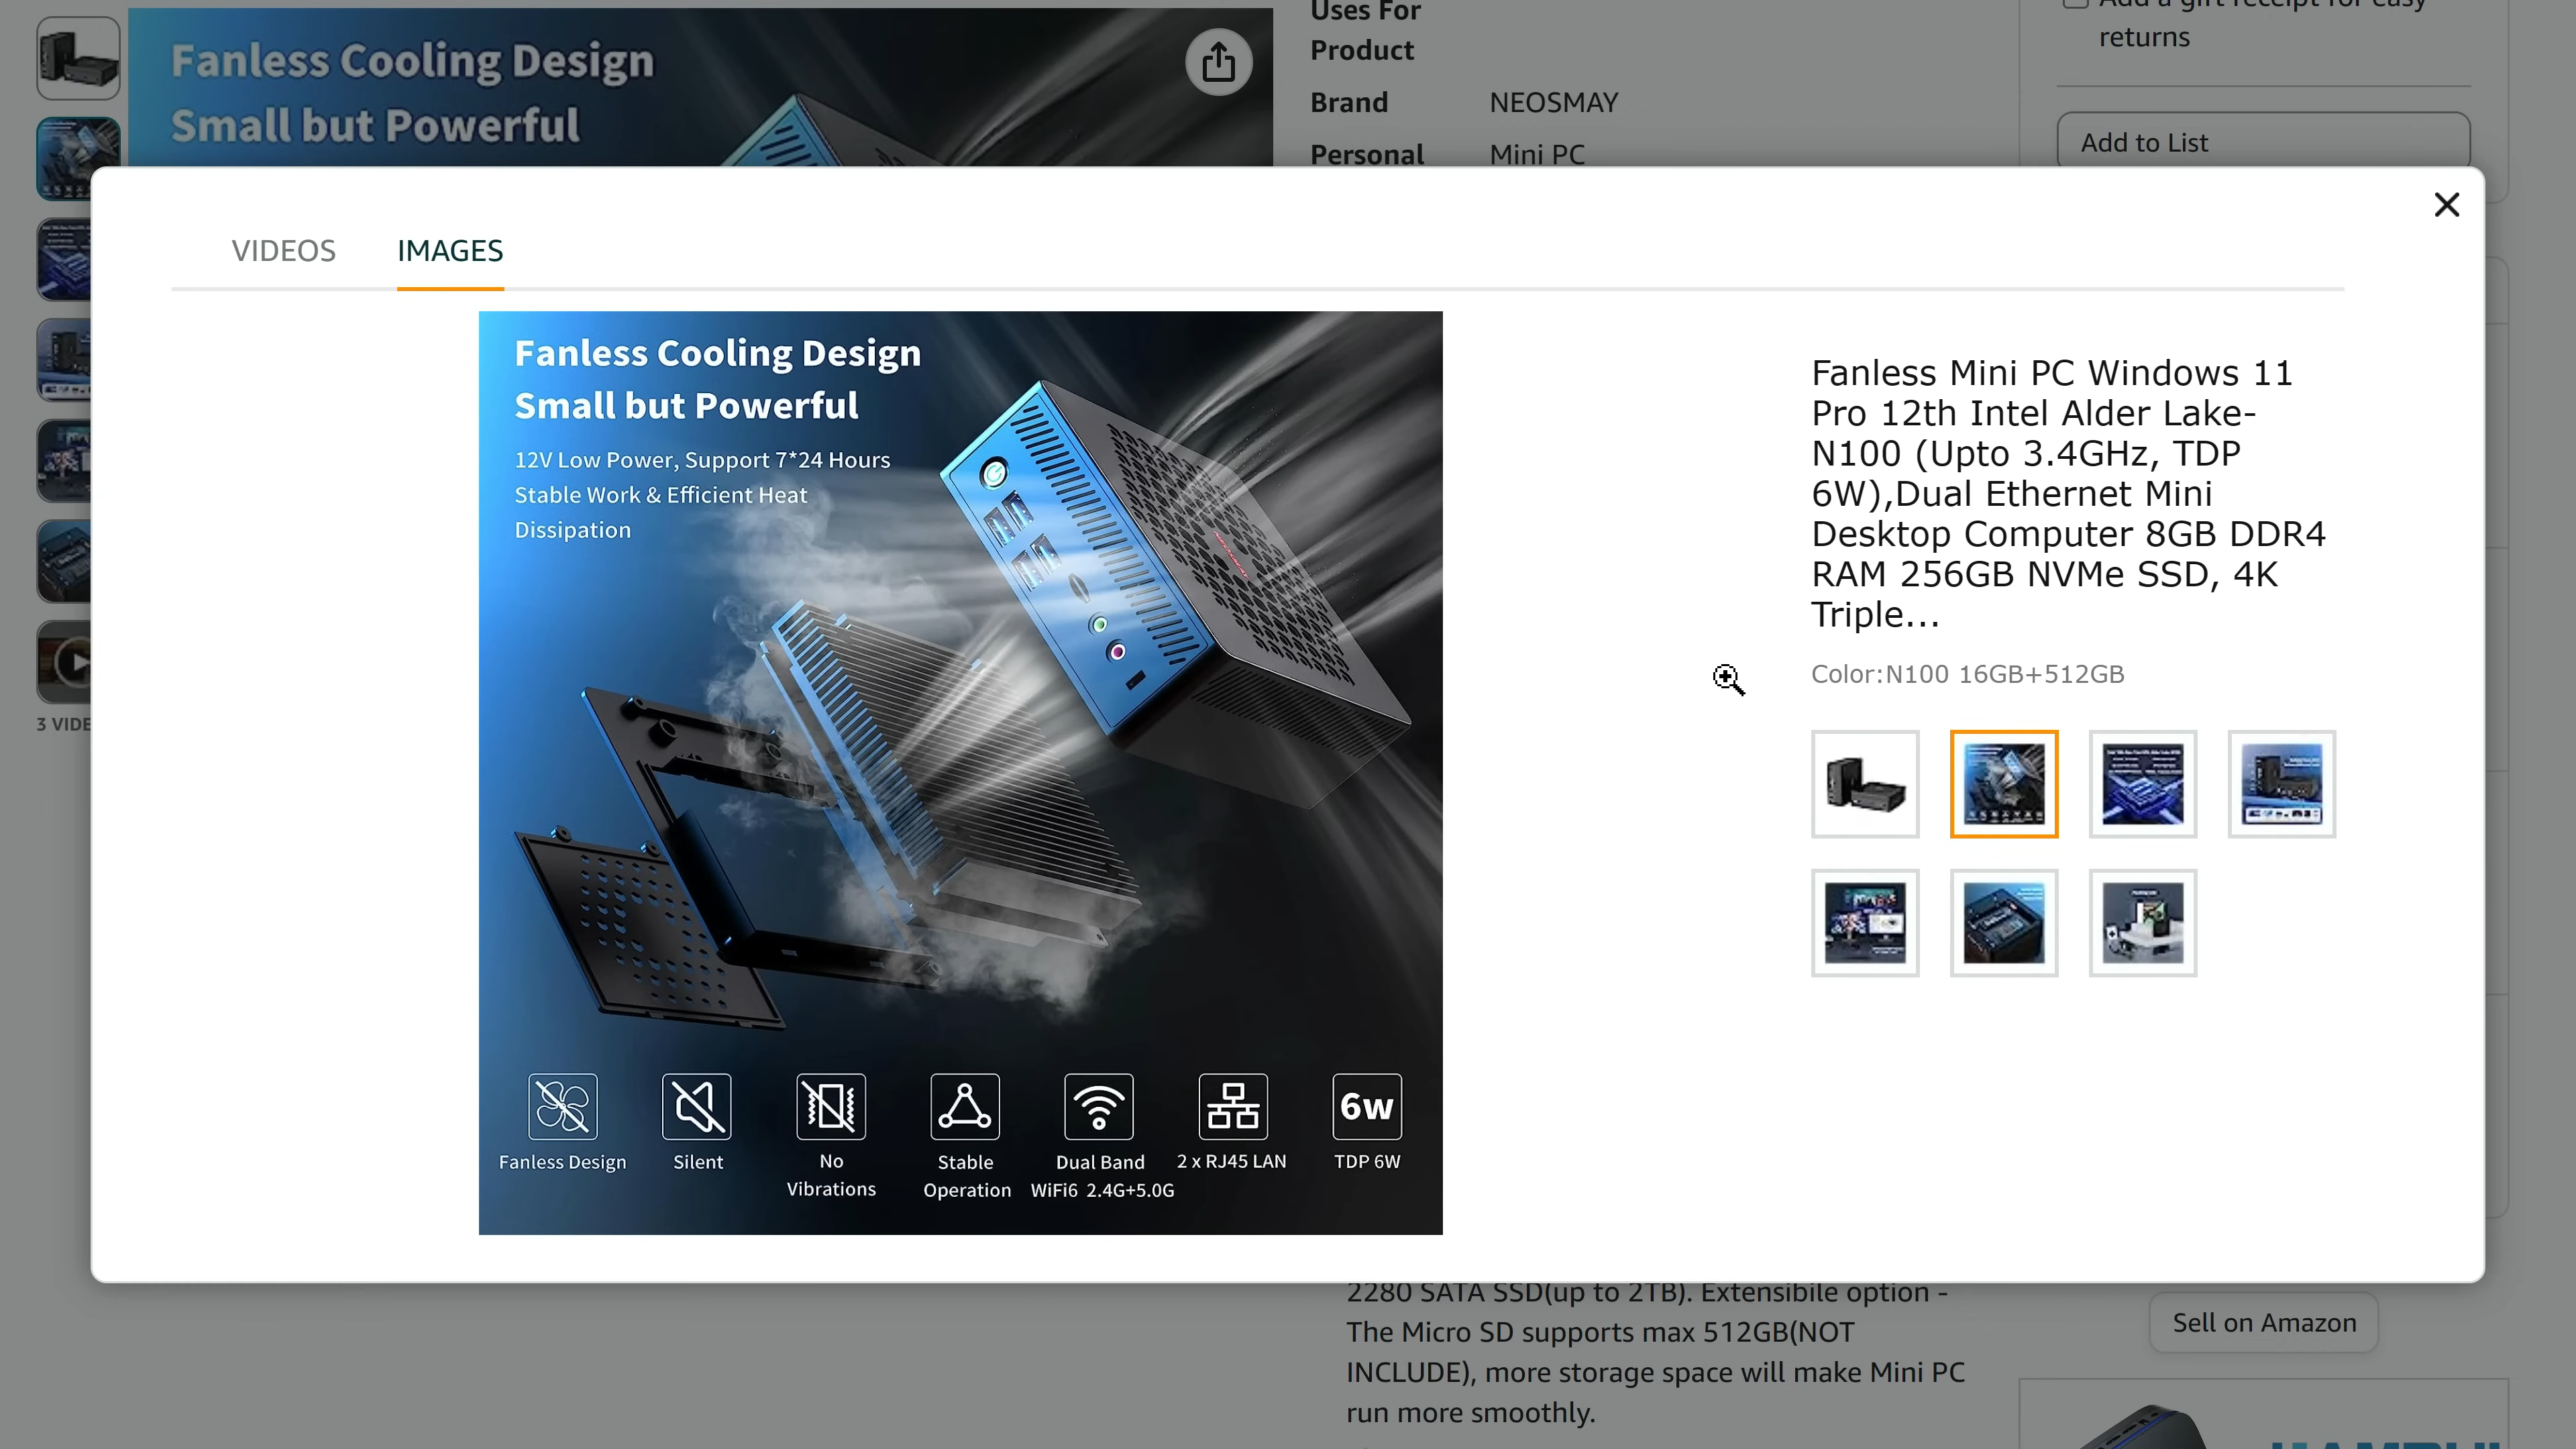 Fanless Cooling Design
Small but Powerful
Uses For
Product
Brand NEOSMAY
Personal Mini PC
returns
Add to List
VIDEOS IMAGES
Fanless Cooling Design
Small but Powerful
12V Low Power, Support 7*24 Hours
Stable Work & Efficient Heat
Dissipation
Fanless Design
Silent
No
Vibrations
Stable
Operation
Dual Band
WiFi6 2.4G+5.0G
2 x RJ45 LAN
6w
TDP 6W
Fanless Mini PC Windows 11
Pro 12th Intel Alder Lake-
N100 (Upto 3.4GHz, TDP
6W),Dual Ethernet Mini
Desktop Computer 8GB DDR4
RAM 256GB NVMe SSD, 4K
Triple...
Color:N100 16GB+512GB
3 VIDE
2280 SATA SSD(up to 2TB). Extensibile option -
The Micro SD supports max 512GB(NOT
INCLUDE), more storage space will make Mini PC
run more smoothly.
Sell on Amazon